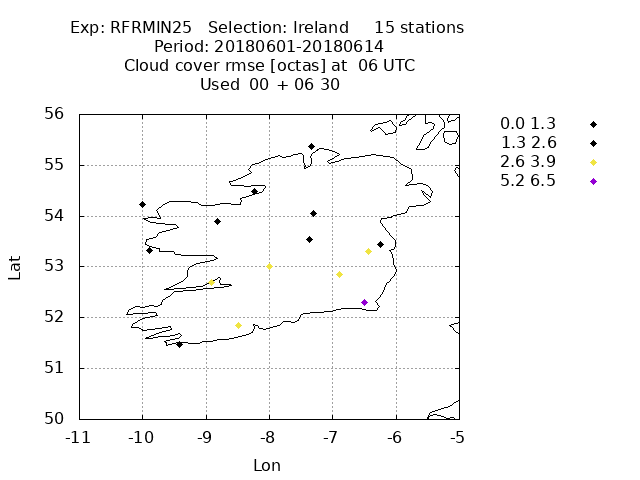 Exp: RFRMIN25 Selection: Ireland 15 stations
Period: 20180601-20180614
Cloud cover rmse [octas] at 06 UTC
Used 00 + 06 30
0.0 1.3
1.3 2.6
2.6 3.9
5.2 6.5
56
55
54
53
52
51
50
Lat
-11 -10 -9 -8 -7 -6 -5
Lon